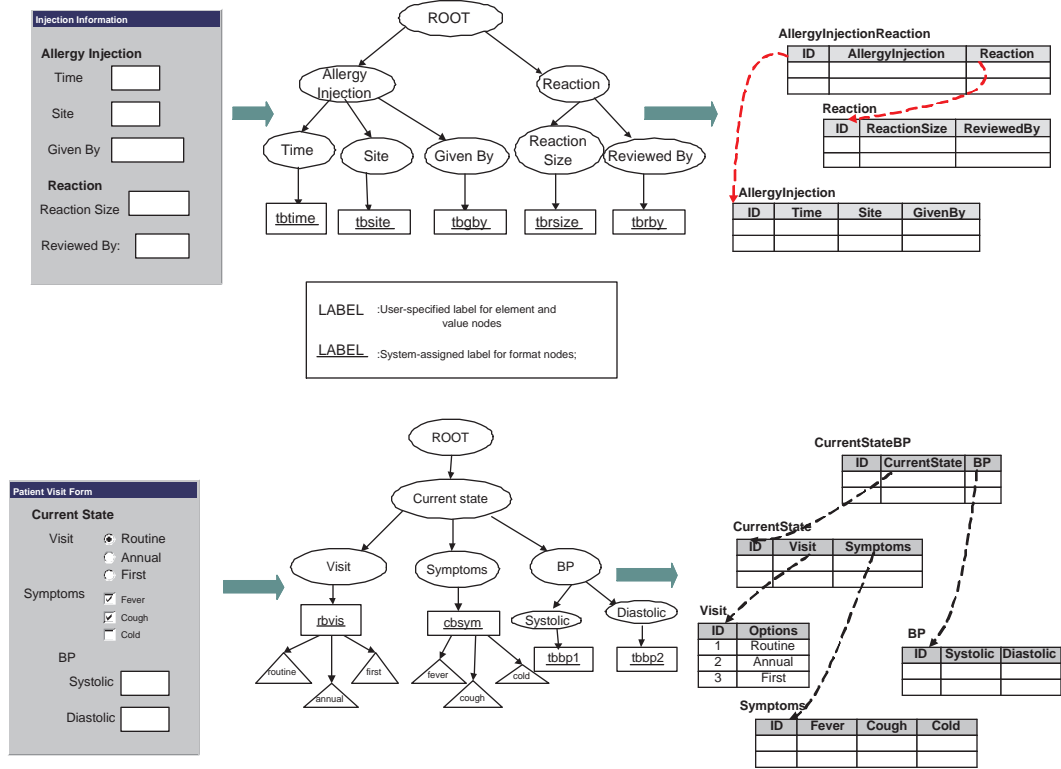 Injection Information
Allergy Injection
Time
Site
Given By
Reaction
Reaction Size
Reviewed By:
ROOT
Allergy
Injection
Reaction
Time
Site
Given By
Reaction
Size
Reviewed By
tbtime
tbsite
tbgby
tbrsize
tbrby
AllergyInjectionReaction
ID AllergyInjection Reaction
Reaction
ID ReactionSize ReviewedBy
AllergyInjection
ID Time Site GivenBy
LABEL :User-specified label for element and
value nodes
LABEL :System-assigned label for format nodes;
Patient Visit Form
Current State
Visit Routine
Annual
First
Symptoms Fever
Cough
Cold
BP
Systolic
Diastolic
ROOT
Current state
Visit
Symptoms
BP
Systolic
Diastolic
rbvis
cbsym
tbbp1
tbbp2
routine
annual
first
fever
cough
cold
CurrentStateBP
ID CurrentState BP
CurrentState
ID Visit Symptoms
Visit
ID Options
1 Routine
2 Annual
3 First
BP
ID Systolic Diastolic
Symptoms
ID Fever Cough Cold